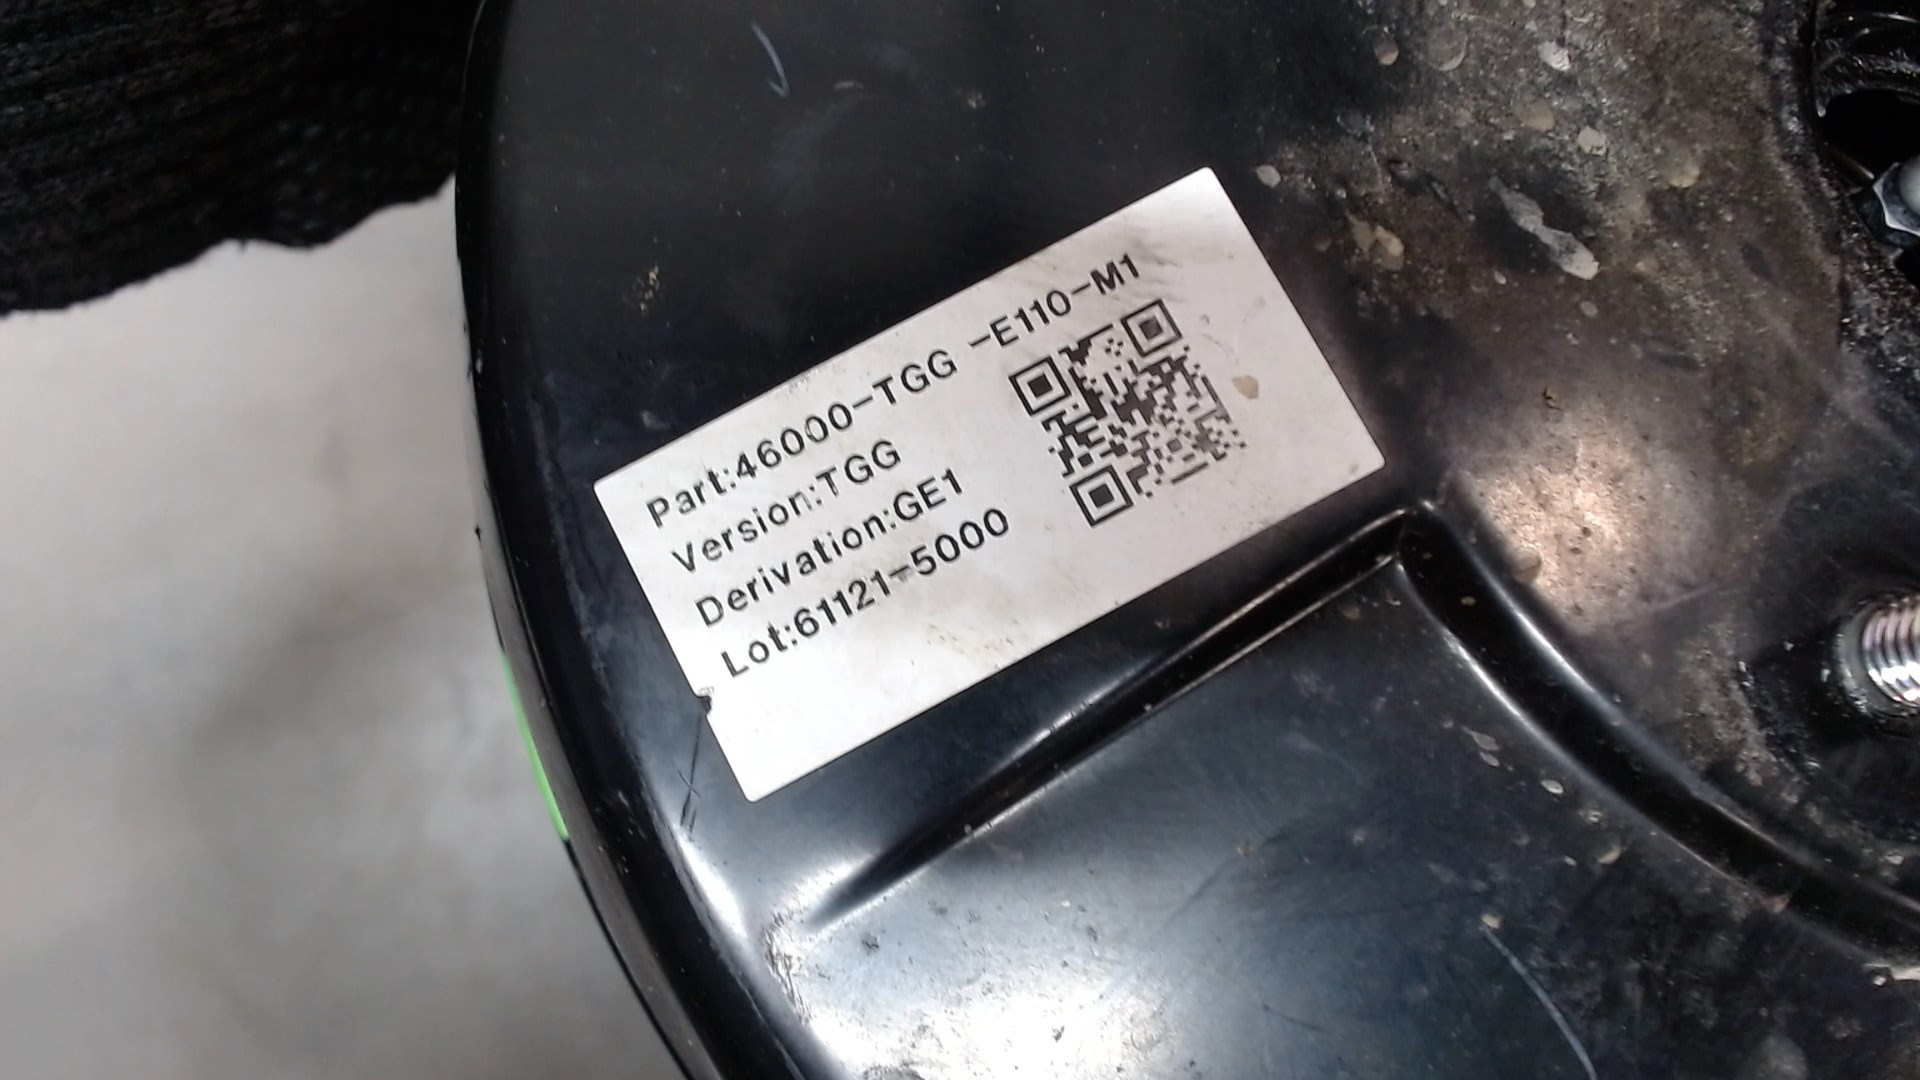 Part:46000-TGG -E110-M1
Version:TGG
Derivation:GE1
Lot:61121-5000